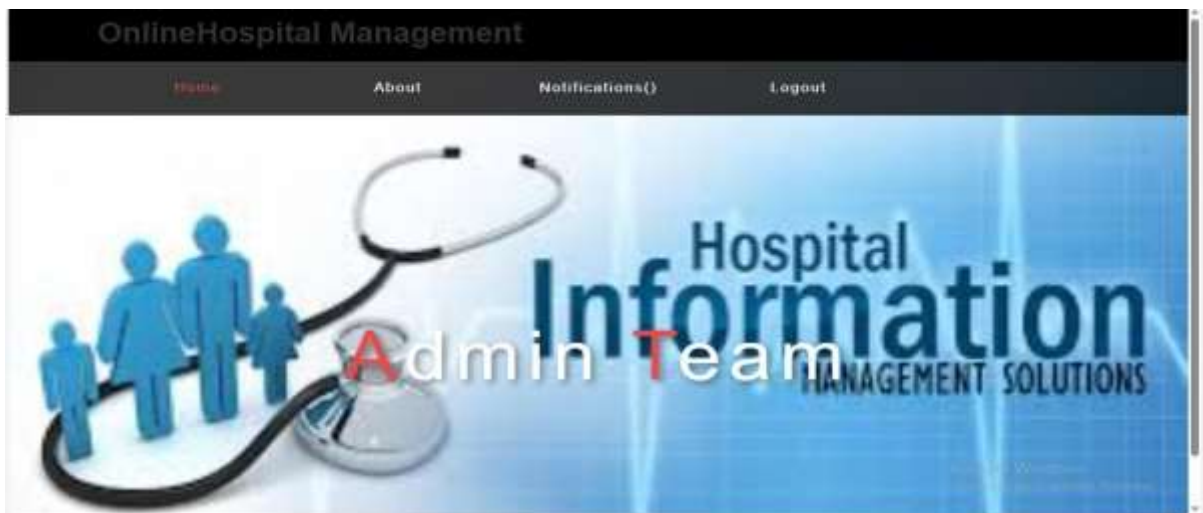 OnlineHospital Management
Home About Notifications() Logout
Hospital
Information
MANAGEMENT SOLUTIONS
Admin Team